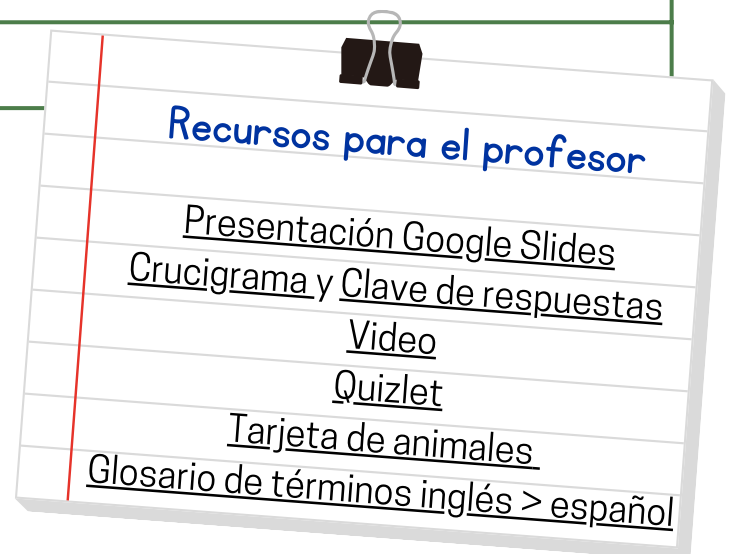 Recursos para el profesor
Presentación Google Slides
Crucigrama y Clave de respuestas
Video
Quizlet
Tarjeta de animales
Glosario de términos inglés > español